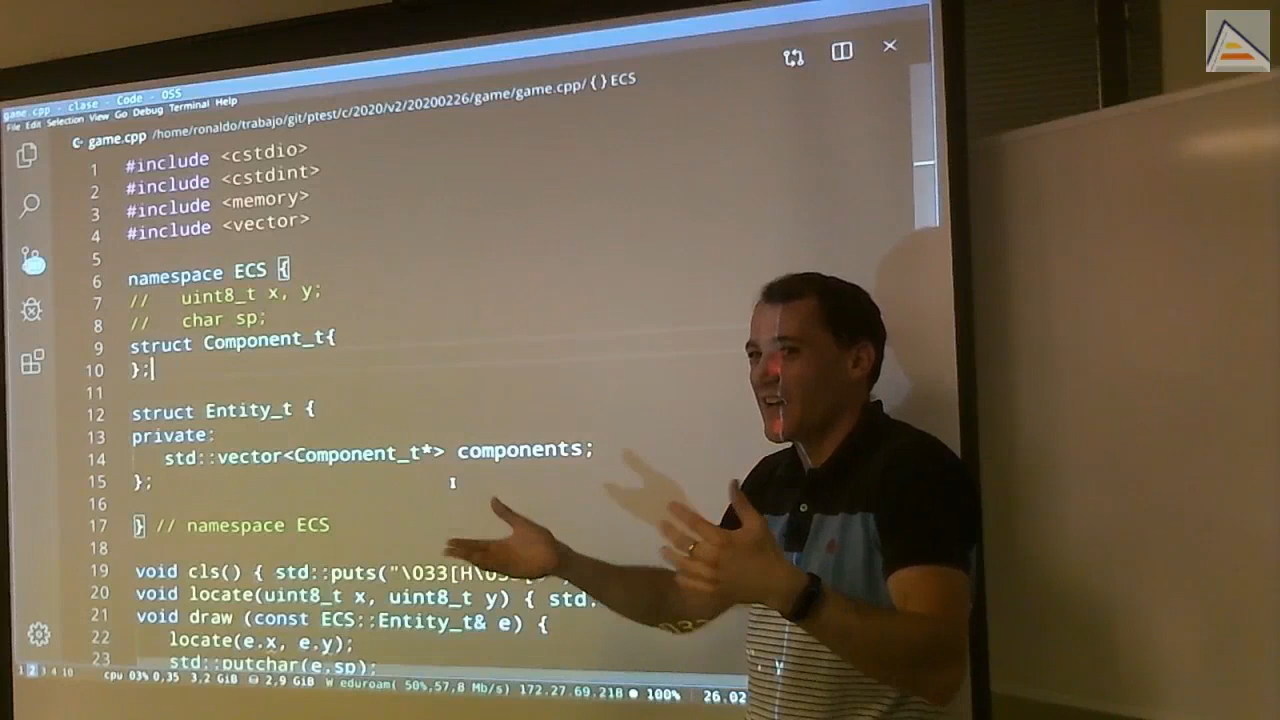 game.cpp - clase - Code - OSS
File Edit Selection View Go Debug Terminal Help
game.cpp /home/ronaldo/trabajo/git/ptest/c/2020/v2/20200226/game/game.cpp/ {} ECS
1 #include <cstdio>
2 #include <cstdint>
3 #include <memory>
4 #include <vector>
5
6 namespace ECS {
7 // uint8_t x, y;
8 // char sp;
9 struct Component_t{
10 };
11
12 struct Entity_t {
13 private:
14 std::vector<Component_t*> components;
15 };
16
17 } // namespace ECS
18
19 void cls() { std::puts("\033[H\033[
20 void locate(uint8_t x, uint8_t y) { std.
21 void draw (const ECS::Entity_t& e) {
22 locate(e.x, e.y);
23 std::putchar(e.sp);
1 2 3 4 10 cpu 03% 0,35 3,2 GiB 2,9 GiB W eduroam( 50%,57,8 Mb/s) 172.27.69.218 100% 26.02